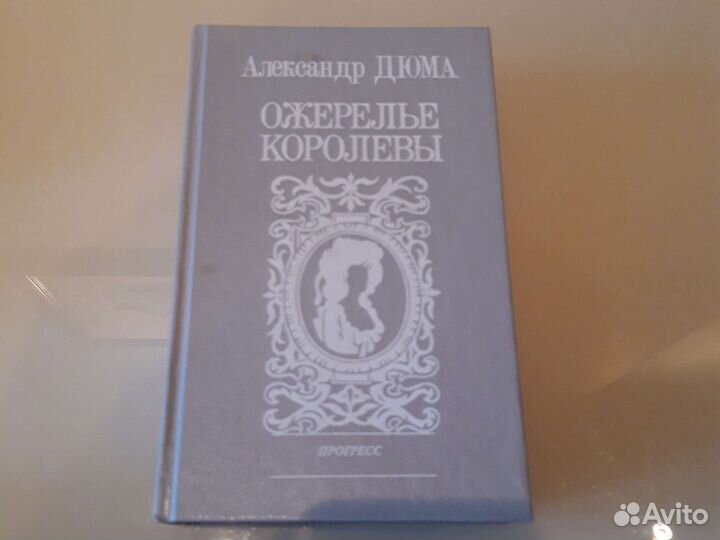 Александр ДЮМА
ОЖЕРЕЛЬЕ
КОРОЛЕВЫ
ПРОГРЕСС
Avito